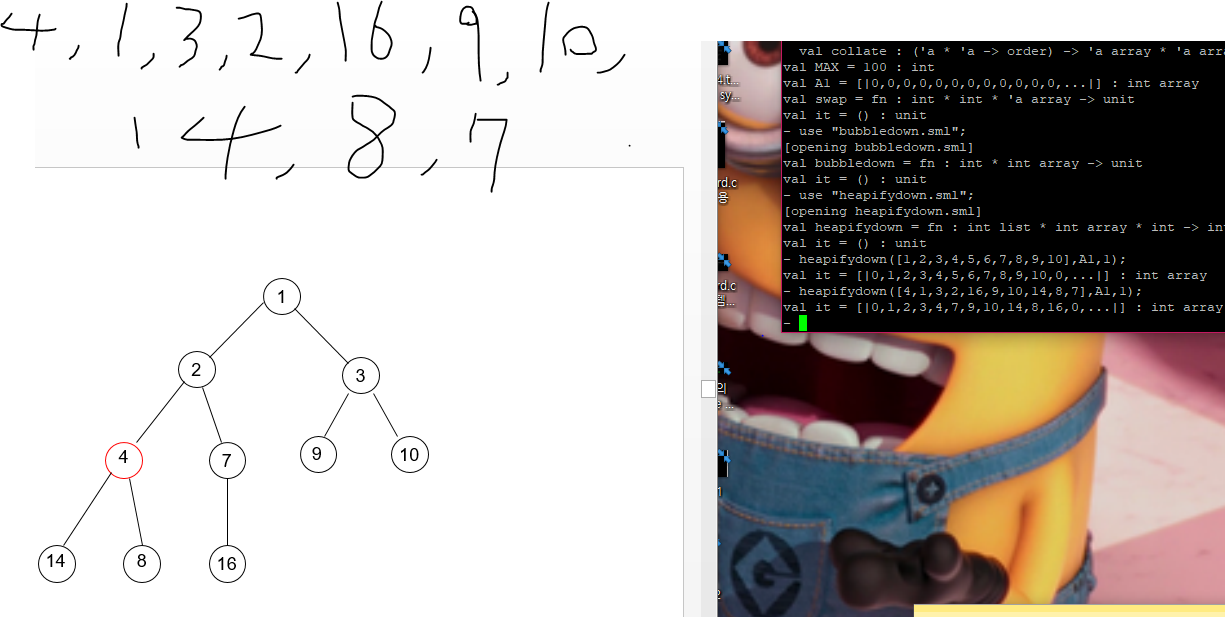 4, 1, 3, 2, 16, 9, 10,
14, 8, 7
1
2
3
4
7
9
10
14
8
16
val collate : ('a * 'a -> order) -> 'a array * 'a arra
val MAX = 100 : int
val A1 = [|0,0,0,0,0,0,0,0,0,0,0,0,...|] : int array
val swap = fn : int * int * 'a array -> unit
val it = () : unit
- use "bubbledown.sml";
[opening bubbledown.sml]
val bubbledown = fn : int * int array -> unit
val it = () : unit
- use "heapifydown.sml";
[opening heapifydown.sml]
val heapifydown = fn : int list * int array * int -> in
val it = () : unit
- heapifydown([1,2,3,4,5,6,7,8,9,10],A1,1);
val it = [|0,1,2,3,4,5,6,7,8,9,10,0,...|] : int array
- heapifydown([4,1,3,2,16,9,10,14,8,7],A1,1);
val it = [|0,1,2,3,4,7,9,10,14,8,16,0,...|] : int array
-
4.t...
sy...
rd.c
용
rd.c
의
e ...
1
2
G